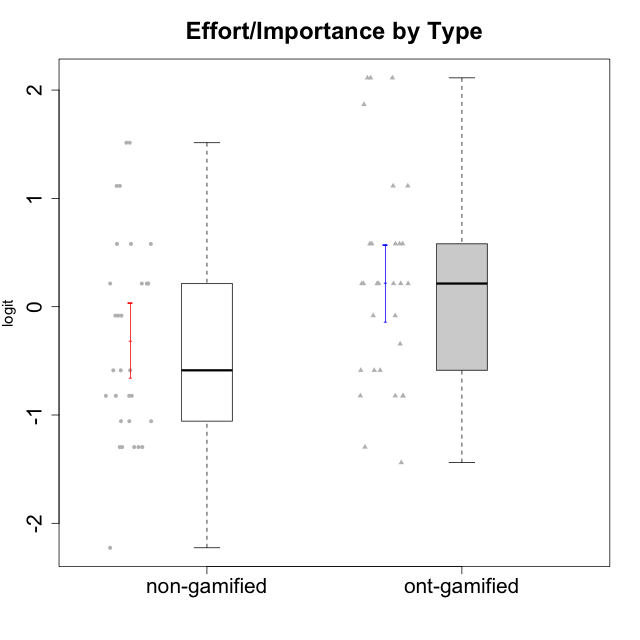 Effort/Importance by Type
logit
2
1
0
-1
-2
non-gamified ont-gamified